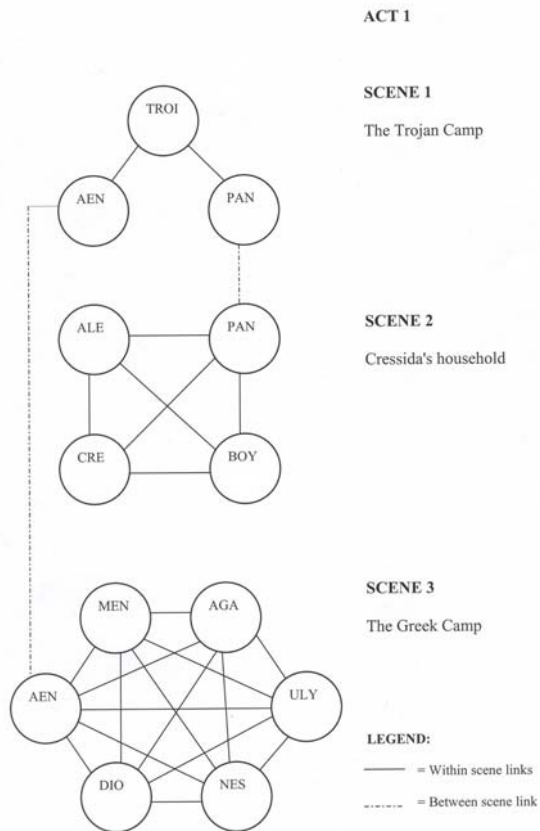 ACT 1
SCENE 1
The Trojan Camp
TROI
AEN
PAN
SCENE 2
Cressida's household
ALE
PAN
CRE
BOY
SCENE 3
The Greek Camp
MEN
AGA
AEN
ULY
DIO
NES
LEGEND:
= Within scene links
= Between scene link